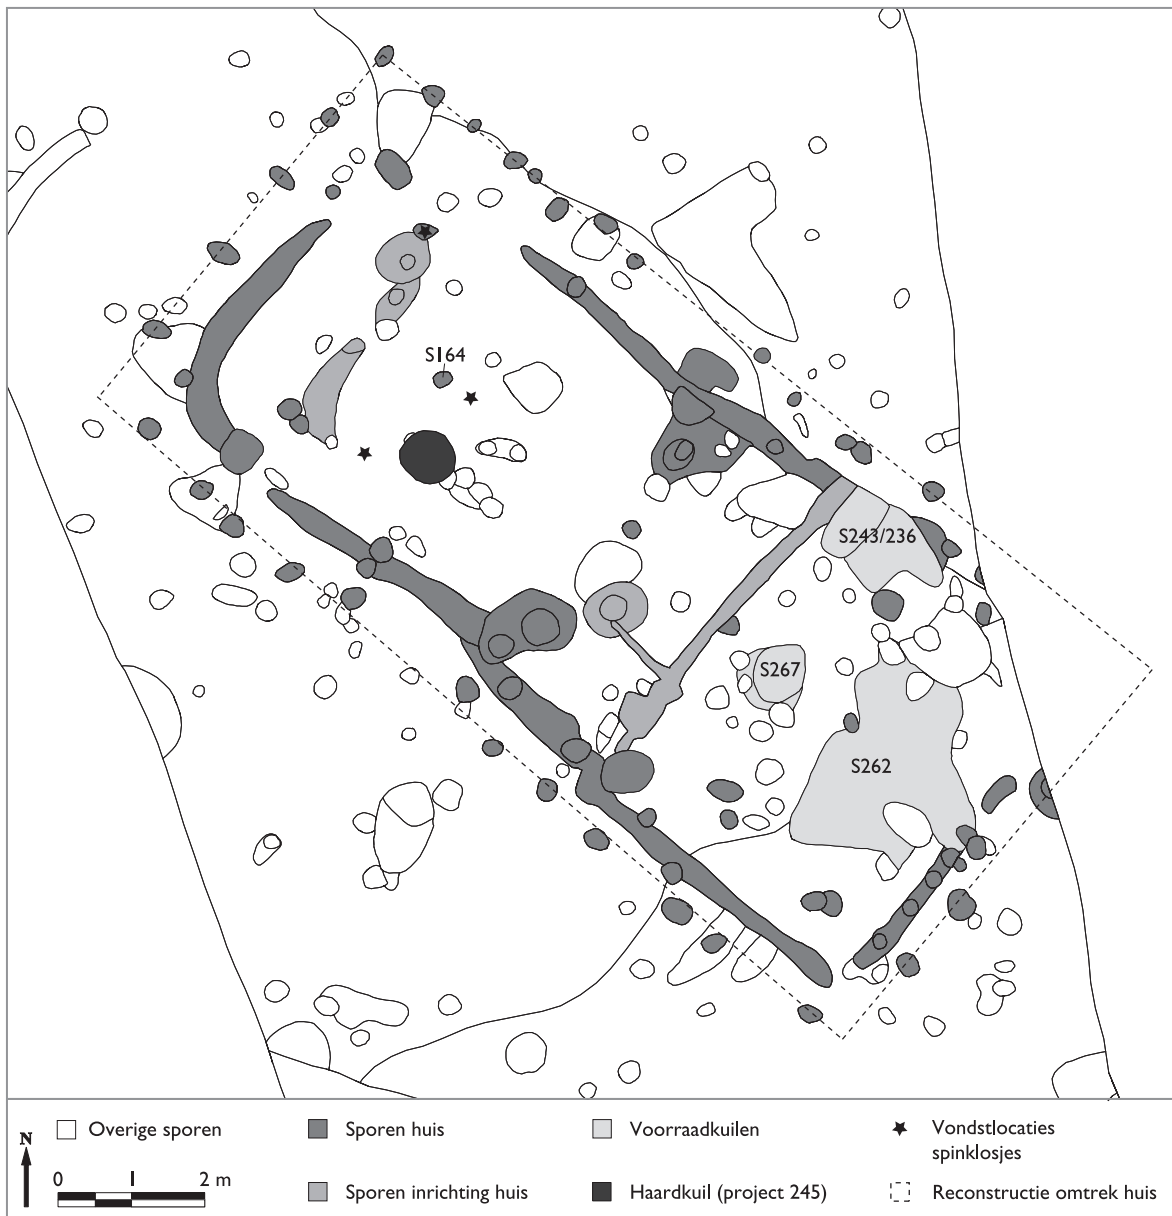 S164
S243/236
S267
S262
N
0 1 2 m
Overige sporen
Sporen huis
Sporen inrichting huis
Voorraadkuilen
Haardkuil (project 245)
Vondstlocaties
spinklosjes
Reconstructie omtrek huis